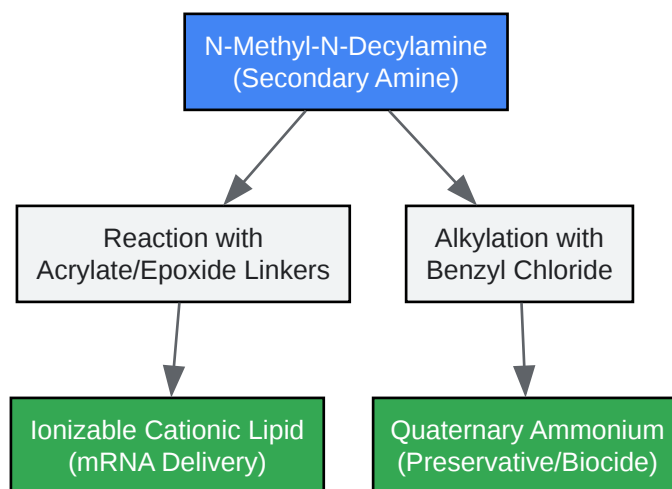 N-Methyl-N-Decylamine
(Secondary Amine)
Reaction with
Acrylate/Epoxide Linkers
Alkylation with
Benzyl Chloride
Ionizable Cationic Lipid
(mRNA Delivery)
Quaternary Ammonium
(Preservative/Biocide)